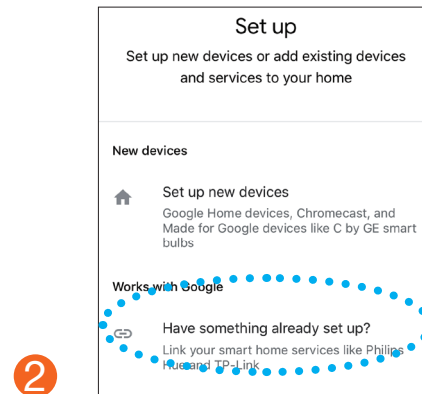 Set up
Set up new devices or add existing devices
and services to your home
New devices
Set up new devices
Google Home devices, Chromecast, and
Made for Google devices like C by GE smart
bulbs
Works with Google
Have something already set up?
Link your smart home services like Philips
Hue and TP-Link
2